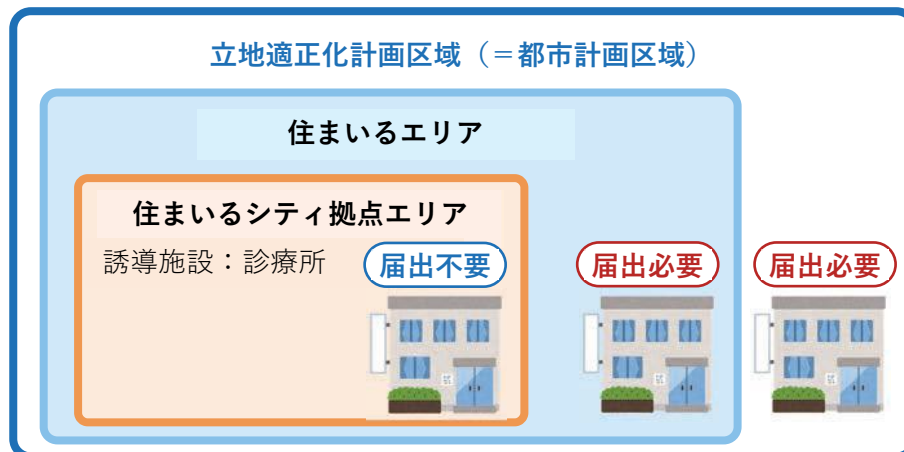 立地適正化計画区域（＝都市計画区域）
住まいるエリア
住まいるシティ拠点エリア
誘導施設：診療所
届出不要
届出必要
届出必要